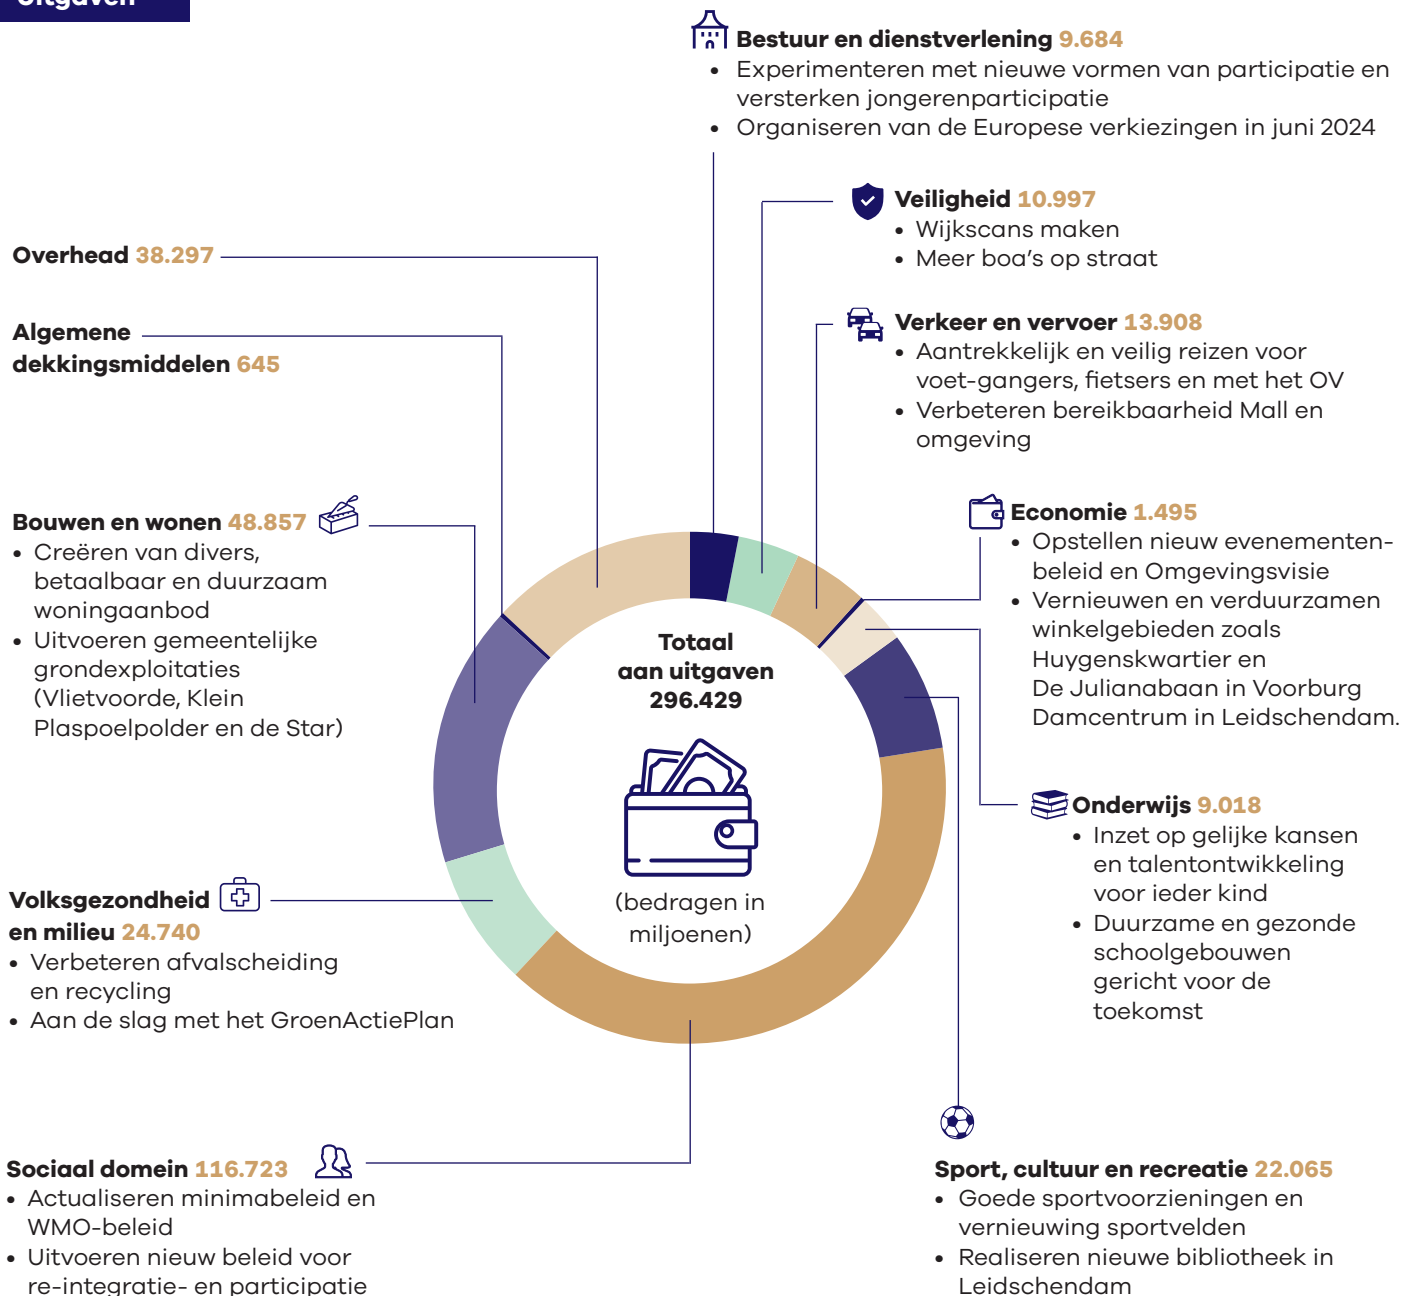 Uitgaven
Bestuur en dienstverlening 9.684
• Experimenteren met nieuwe vormen van participatie en
versterken jongerenparticipatie
• Organiseren van de Europese verkiezingen in juni 2024
Veiligheid 10.997
• Wijkscans maken
• Meer boa's op straat
Verkeer en vervoer 13.908
• Aantrekkelijk en veilig reizen voor
voet-gangers, fietsers en met het OV
• Verbeteren bereikbaarheid Mall en
omgeving
Economie 1.495
• Opstellen nieuw evenementen-
beleid en Omgevingsvisie
• Vernieuwen en verduurzamen
winkelgebieden zoals
Huygenskwartier en
De Julianabaan in Voorburg
Damcentrum in Leidschendam.
Onderwijs 9.018
• Inzet op gelijke kansen
en talentontwikkeling
voor ieder kind
• Duurzame en gezonde
schoolgebouwen
gericht voor de
toekomst
Sport, cultuur en recreatie 22.065
• Goede sportvoorzieningen en
vernieuwing sportvelden
• Realiseren nieuwe bibliotheek in
Leidschendam
Overhead 38.297
Algemene
dekkingsmiddelen 645
Bouwen en wonen 48.857
• Creëren van divers,
betaalbaar en duurzaam
woningaanbod
• Uitvoeren gemeentelijke
grondexploitaties
(Vlietvoorde, Klein
Plaspoelpolder en de Star)
Volksgezondheid
en milieu 24.740
• Verbeteren afvalscheiding
en recycling
• Aan de slag met het GroenActiePlan
Sociaal domein 116.723
• Actualiseren minimabeleid en
WMO-beleid
• Uitvoeren nieuw beleid voor
re-integratie- en participatie
Totaal
aan uitgaven
296.429
(bedragen in
miljoenen)